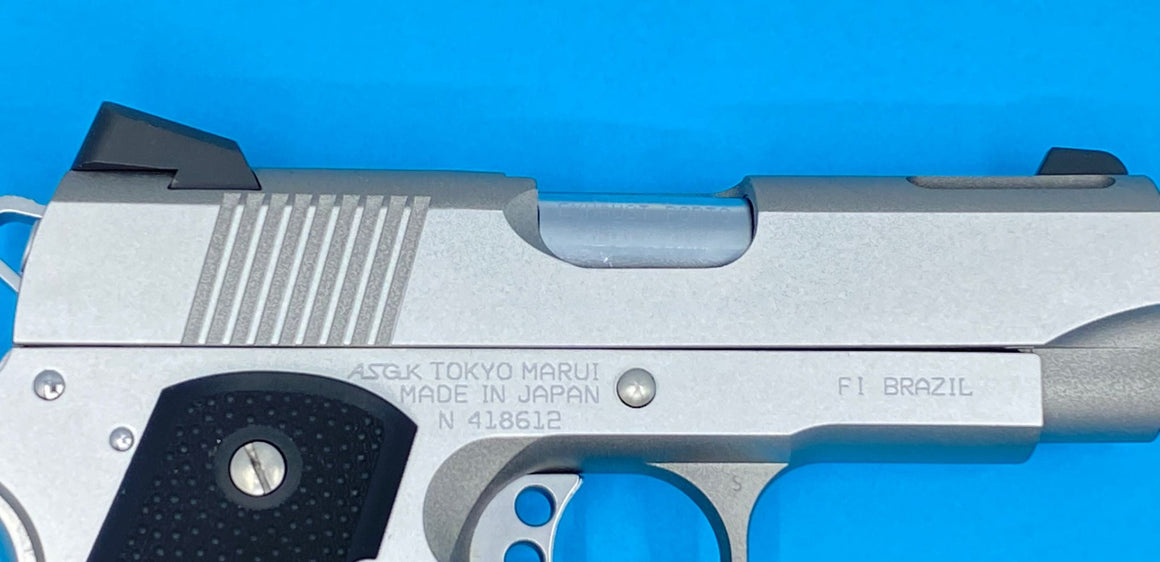 ASGK TOKYO MARUI
MADE IN JAPAN
N 418612
FI BRAZIL
S